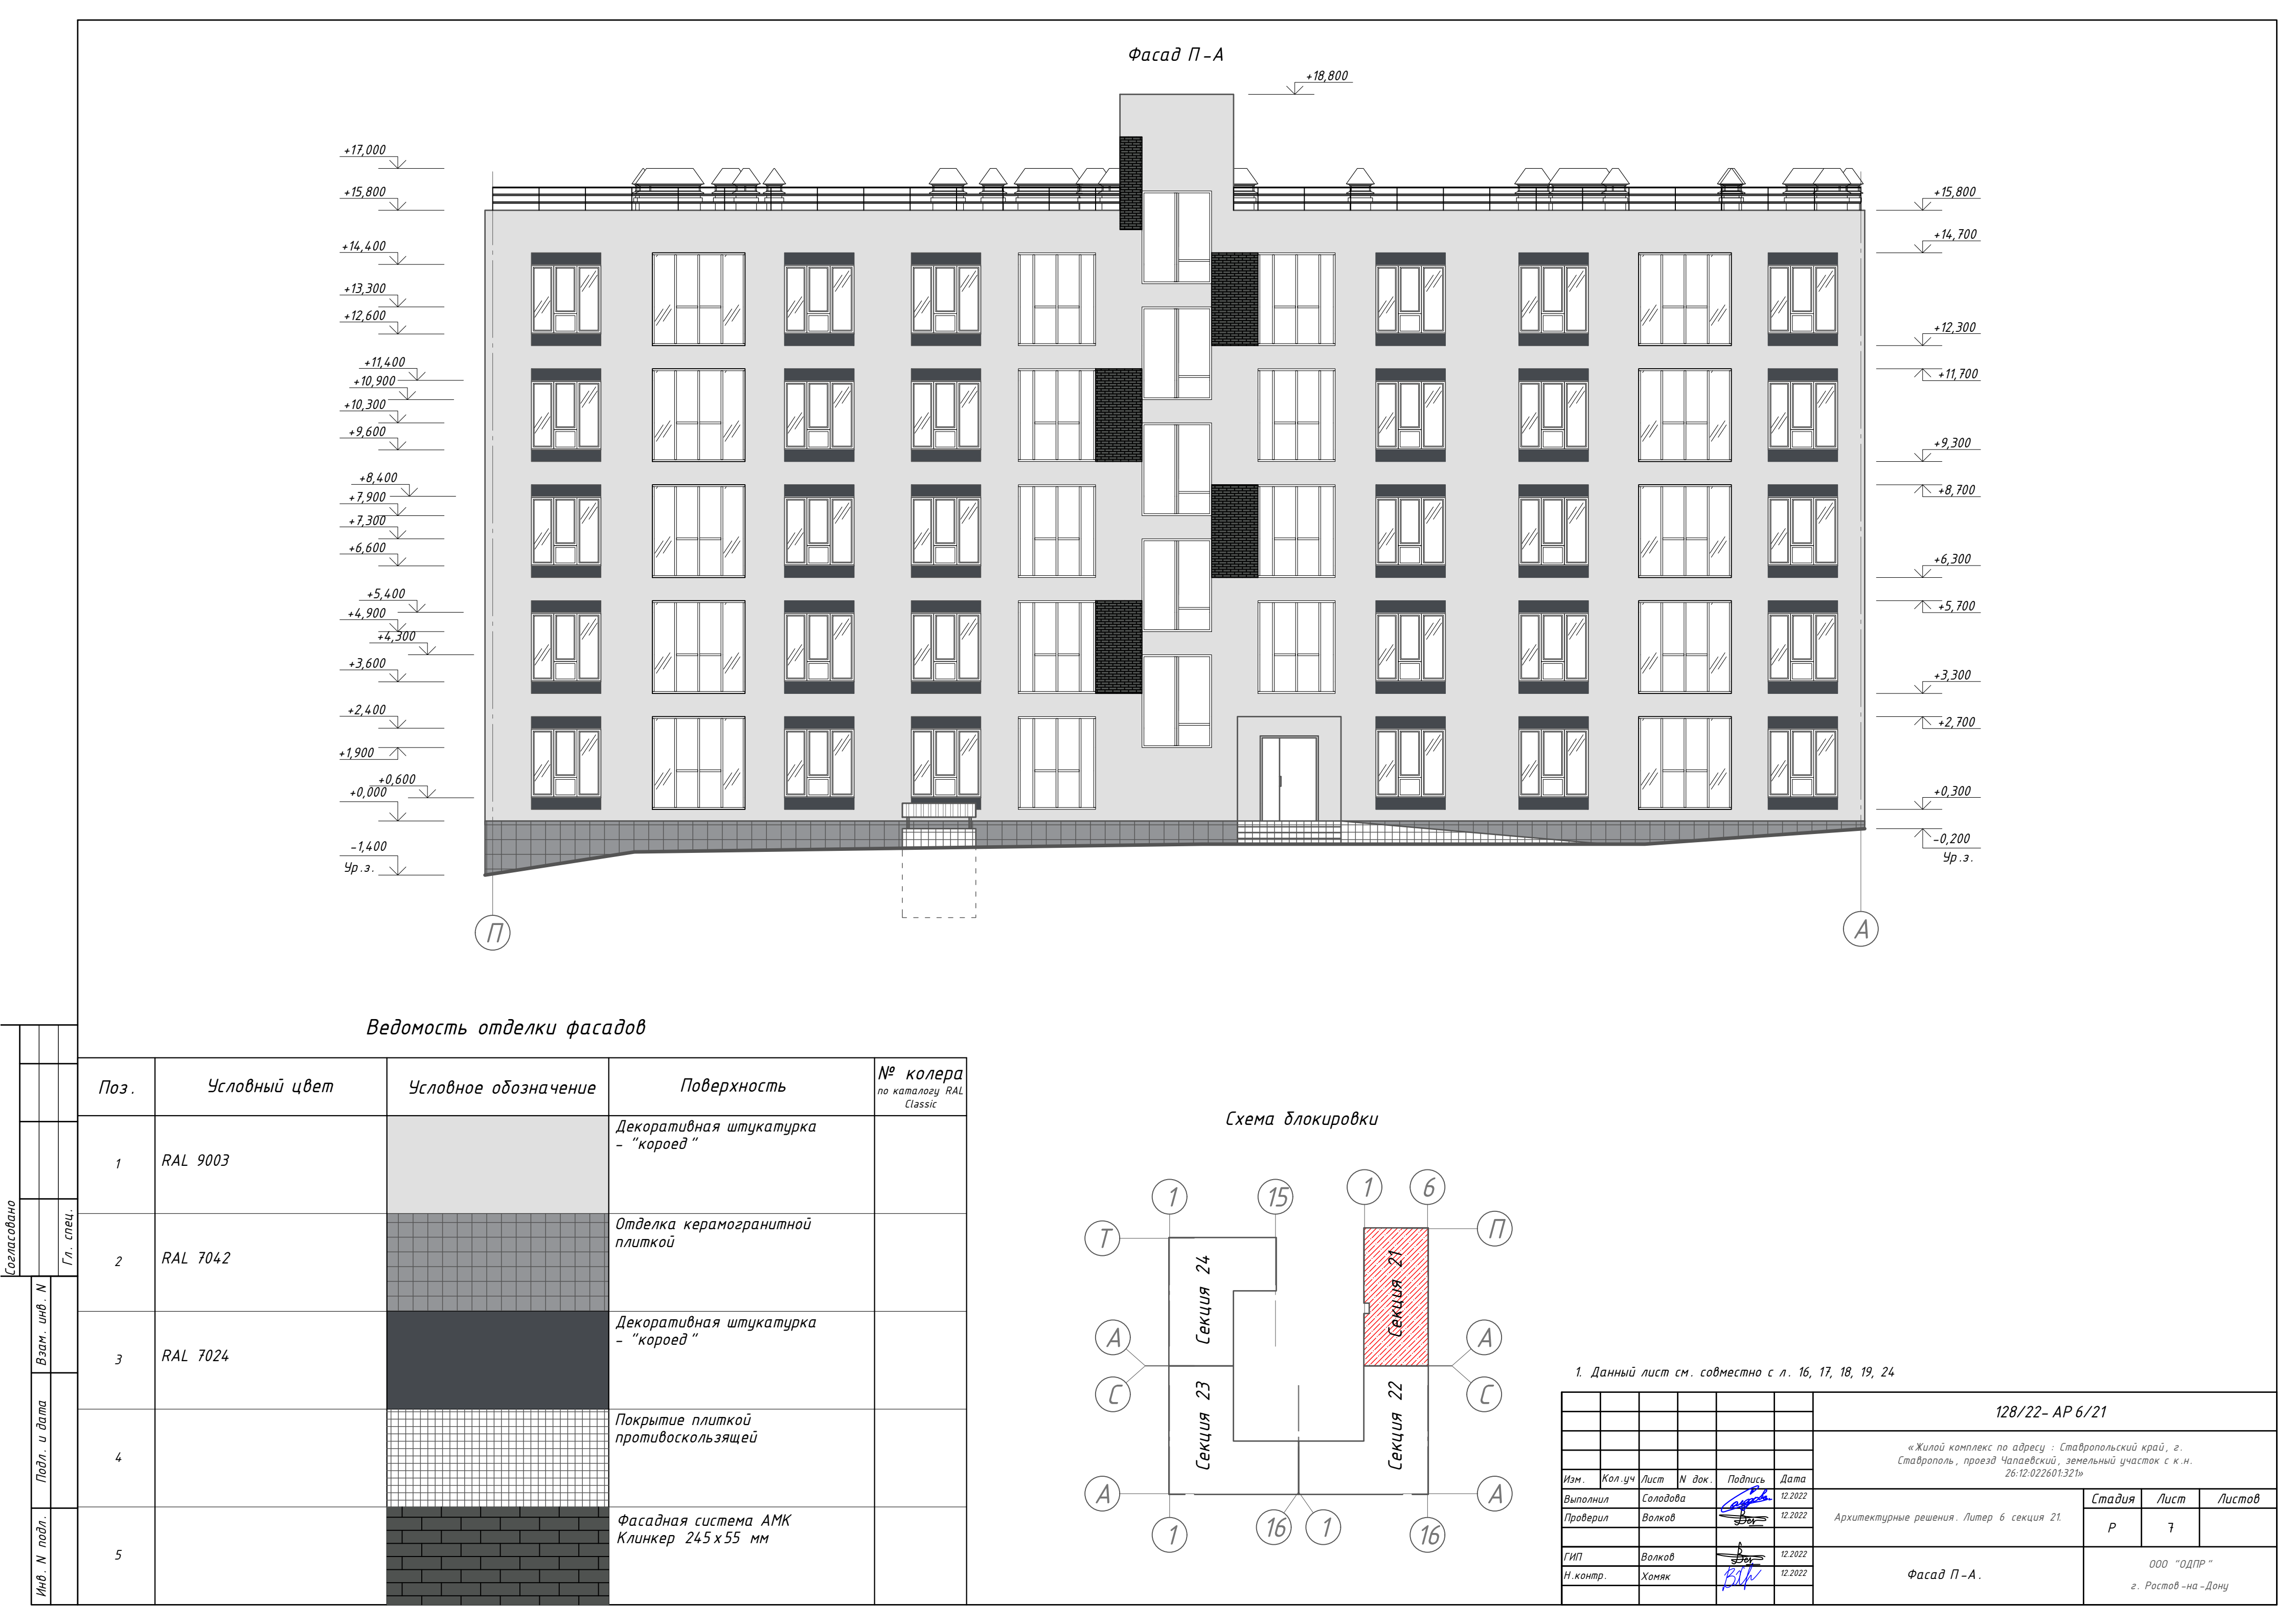 Фасад П-А
+18,800
+17,000
+15,800
+14,400
+13,300
+12,600
+11,400
+10,900
+10,300
+9,600
+8,400
+7,900
+7,300
+6,600
+5,400
+4,900
+4,300
+3,600
+2,400
+1,900
+0,600
+0,000
-1,400
Ур.з.
+15,800
+14,700
+12,300
+11,700
+9,300
+8,700
+6,300
+5,700
+3,300
+2,700
+0,300
-0,200
Ур.з.
П
А
Ведомость отделки фасадов
Поз. Условный цвет Условное обозначение Поверхность № колера
по каталогу RAL
Classic
1 RAL 9003 Декоративная штукатурка
- "короед"
2 RAL 7042 Отделка керамогранитной
плиткой
3 RAL 7024 Декоративная штукатурка
- "короед"
4 Покрытие плиткой
противоскользящей
5 Фасадная система АМК
Клинкер 245х55 мм
Схема блокировки
1 15 1 6
Т П
Секция 24
Секция 21
А А
С С
Секция 23
Секция 22
А А
1 16 1 16
1. Данный лист см. совместно с л. 16, 17, 18, 19, 24
128/22- АР 6/21
«Жилой комплекс по адресу : Ставропольский край, г.
Ставрополь, проезд Чапаевский, земельный участок с к.н.
26:12:022601:321»
Изм. Кол.уч Лист N док. Подпись Дата
Выполнил Солодова 12.2022
Проверил Волков 12.2022
ГИП Волков 12.2022
Н.контр. Хомяк 12.2022
Архитектурные решения. Литер 6 секция 21.
Стадия Лист Листов
Р 7
Фасад П-А.
ООО "ОДПР"
г. Ростов-на-Дону
Согласовано
Гл. спец.
Взам. инв. N
Подл. и дата
Инв. N подл.